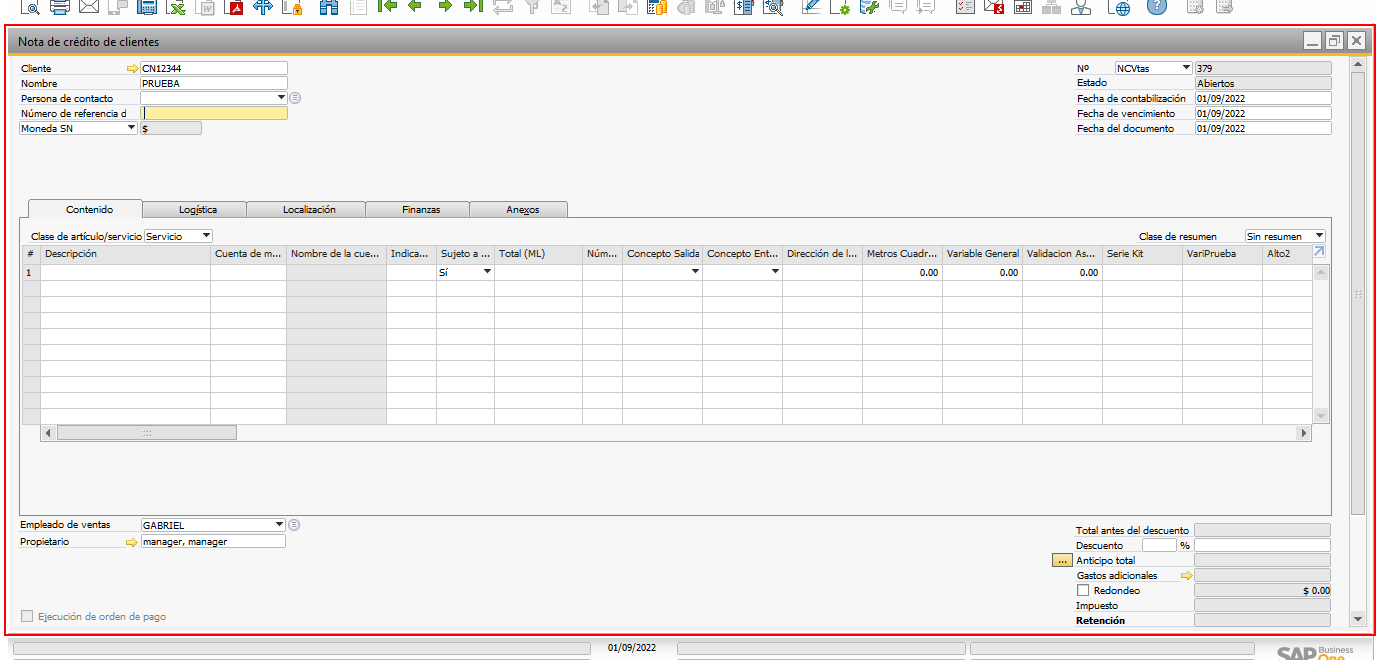 Nota de crédito de clientes
Cliente CN12344
Nombre PRUEBA
Persona de contacto
Número de referencia d
Moneda SN $
Nº NCVtas 379
Estado Abiertos
Fecha de contabilización 01/09/2022
Fecha de vencimiento 01/09/2022
Fecha del documento 01/09/2022
Contenido Logística Localización Finanzas Anexos
Clase de artículo/servicio Servicio Clase de resumen Sin resumen
# Descripción Cuenta de m... Nombre de la cue... Indica... Sujeto a ... Total (ML) Núm... Concepto Salida Concepto Ent... Dirección de l... Metros Cuadr... Variable General Validacion As... Serie Kit VariPrueba Alto2
1 Sí 0.00 0.00 0.00
Empleado de ventas GABRIEL
Propietario manager, manager
Ejecución de orden de pago
Total antes del descuento
Descuento %
... Anticipo total
Gastos adicionales
Redondeo $ 0.00
Impuesto
Retención
01/09/2022
SAP Business One